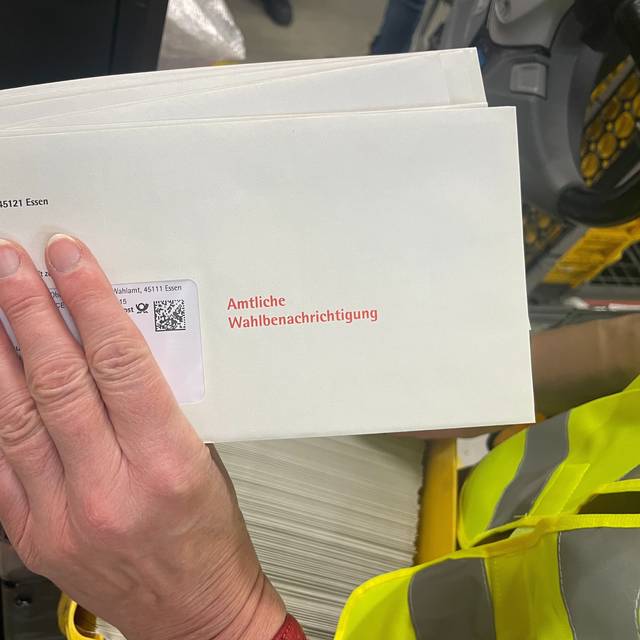 45121 Essen
Wahlamt, 45111 Essen
Amtliche
Wahlbenachrichtigung